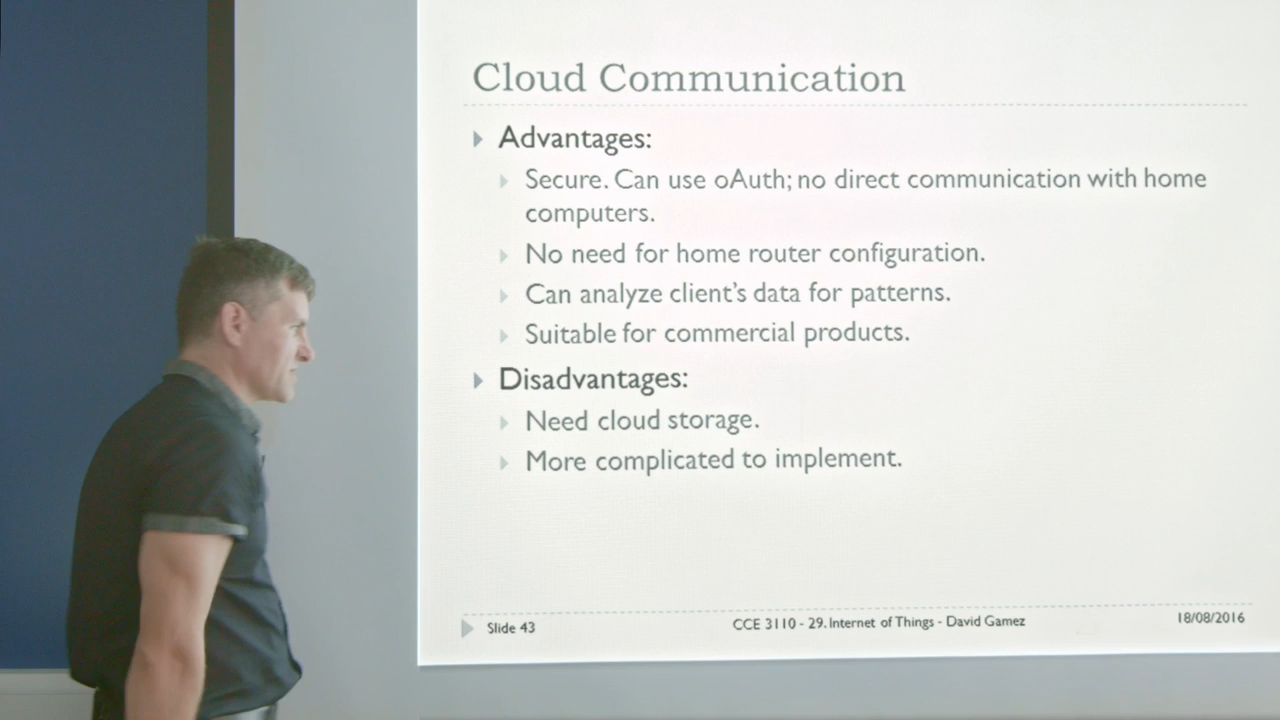 Cloud Communication
Advantages:
Secure. Can use oAuth; no direct communication with home
computers.
No need for home router configuration.
Can analyze client's data for patterns.
Suitable for commercial products.
Disadvantages:
Need cloud storage.
More complicated to implement.
Slide 43
CCE 3110 - 29. Internet of Things - David Gamez
18/08/2016